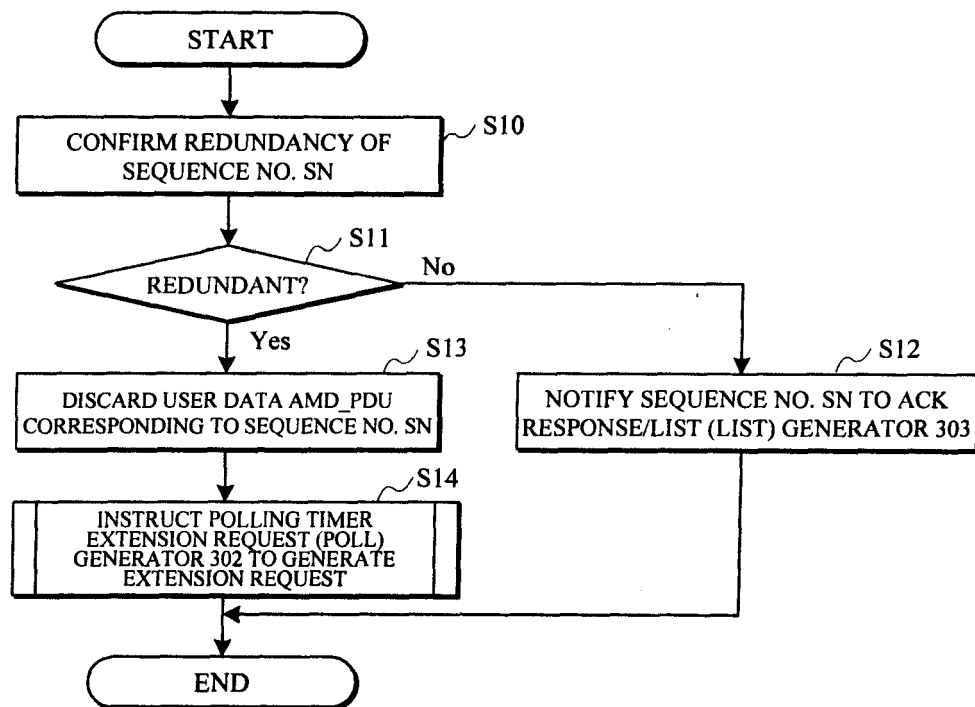 START
S10
CONFIRM REDUNDANCY OF
SEQUENCE NO. SN
S11
REDUNDANT?
No
Yes
S13
DISCARD USER DATA AMD_PDU
CORRESPONDING TO SEQUENCE NO. SN
S12
NOTIFY SEQUENCE NO. SN TO ACK
RESPONSE/LIST (LIST) GENERATOR 303
S14
INSTRUCT POLLING TIMER
EXTENSION REQUEST (POLL)
GENERATOR 302 TO GENERATE
EXTENSION REQUEST
END